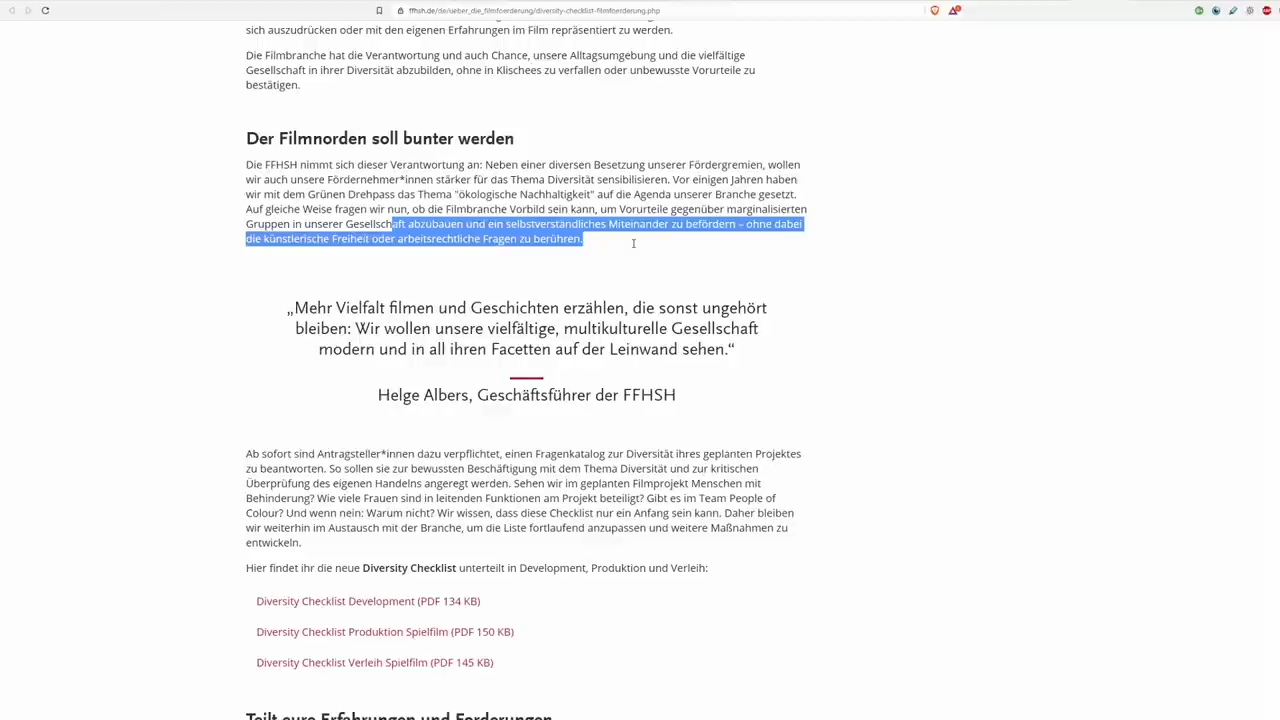 ffhsh.de/de/ueber_die_filmfoerderung/diversity-checklist-filmfoerderung.php
sich auszudrücken oder mit den eigenen Erfahrungen im Film repräsentiert zu werden.
Die Filmbranche hat die Verantwortung und auch Chance, unsere Alltagsumgebung und die vielfältige
Gesellschaft in ihrer Diversität abzubilden, ohne in Klischees zu verfallen oder unbewusste Vorurteile zu
bestätigen.
Der Filmnorden soll bunter werden
Die FFHSH nimmt sich dieser Verantwortung an: Neben einer diversen Besetzung unserer Fördergremien, wollen
wir auch unsere Fördernehmer*innen stärker für das Thema Diversität sensibilisieren. Vor einigen Jahren haben
wir mit dem Grünen Drehpass das Thema "ökologische Nachhaltigkeit" auf die Agenda unserer Branche gesetzt.
Auf gleiche Weise fragen wir nun, ob die Filmbranche Vorbild sein kann, um Vorurteile gegenüber marginalisierten
Gruppen in unserer Gesellschaft abzubauen und ein selbstverständliches Miteinander zu befördern – ohne dabei
die künstlerische Freiheit oder arbeitsrechtliche Fragen zu berühren.
„Mehr Vielfalt filmen und Geschichten erzählen, die sonst ungehört
bleiben: Wir wollen unsere vielfältige, multikulturelle Gesellschaft
modern und in all ihren Facetten auf der Leinwand sehen.“
Helge Albers, Geschäftsführer der FFHSH
Ab sofort sind Antragsteller*innen dazu verpflichtet, einen Fragenkatalog zur Diversität ihres geplanten Projektes
zu beantworten. So sollen sie zur bewussten Beschäftigung mit dem Thema Diversität und zur kritischen
Überprüfung des eigenen Handelns angeregt werden. Sehen wir im geplanten Filmprojekt Menschen mit
Behinderung? Wie viele Frauen sind in leitenden Funktionen am Projekt beteiligt? Gibt es im Team People of
Colour? Und wenn nein: Warum nicht? Wir wissen, dass diese Checklist nur ein Anfang sein kann. Daher bleiben
wir weiterhin im Austausch mit der Branche, um die Liste fortlaufend anzupassen und weitere Maßnahmen zu
entwickeln.
Hier findet ihr die neue Diversity Checklist unterteilt in Development, Produktion und Verleih:
Diversity Checklist Development (PDF 134 KB)
Diversity Checklist Produktion Spielfilm (PDF 150 KB)
Diversity Checklist Verleih Spielfilm (PDF 145 KB)
Teilt eure Erfahrungen und Forderungen